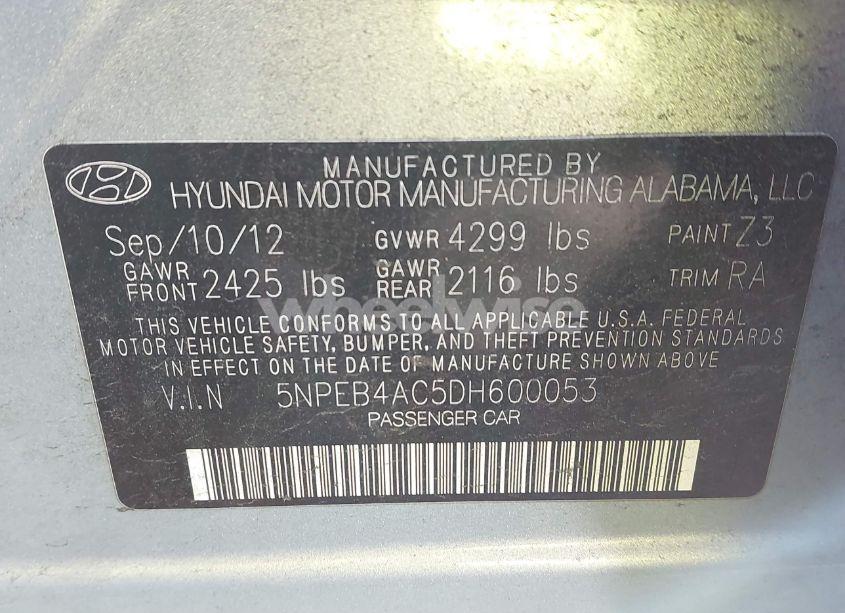 MANUFACTURED BY
HYUNDAI MOTOR MANUFACTURING ALABAMA, LLC
Sep/10/12 GVWR 4299 lbs PAINT Z3
GAWR FRONT 2425 lbs GAWR REAR 2116 lbs TRIM RA
wheelwise
THIS VEHICLE CONFORMS TO ALL APPLICABLE U.S.A. FEDERAL
MOTOR VEHICLE SAFETY, BUMPER, AND THEFT PREVENTION STANDARDS
IN EFFECT ON THE DATE OF MANUFACTURE SHOWN ABOVE
V.I.N 5NPEB4AC5DH600053
PASSENGER CAR